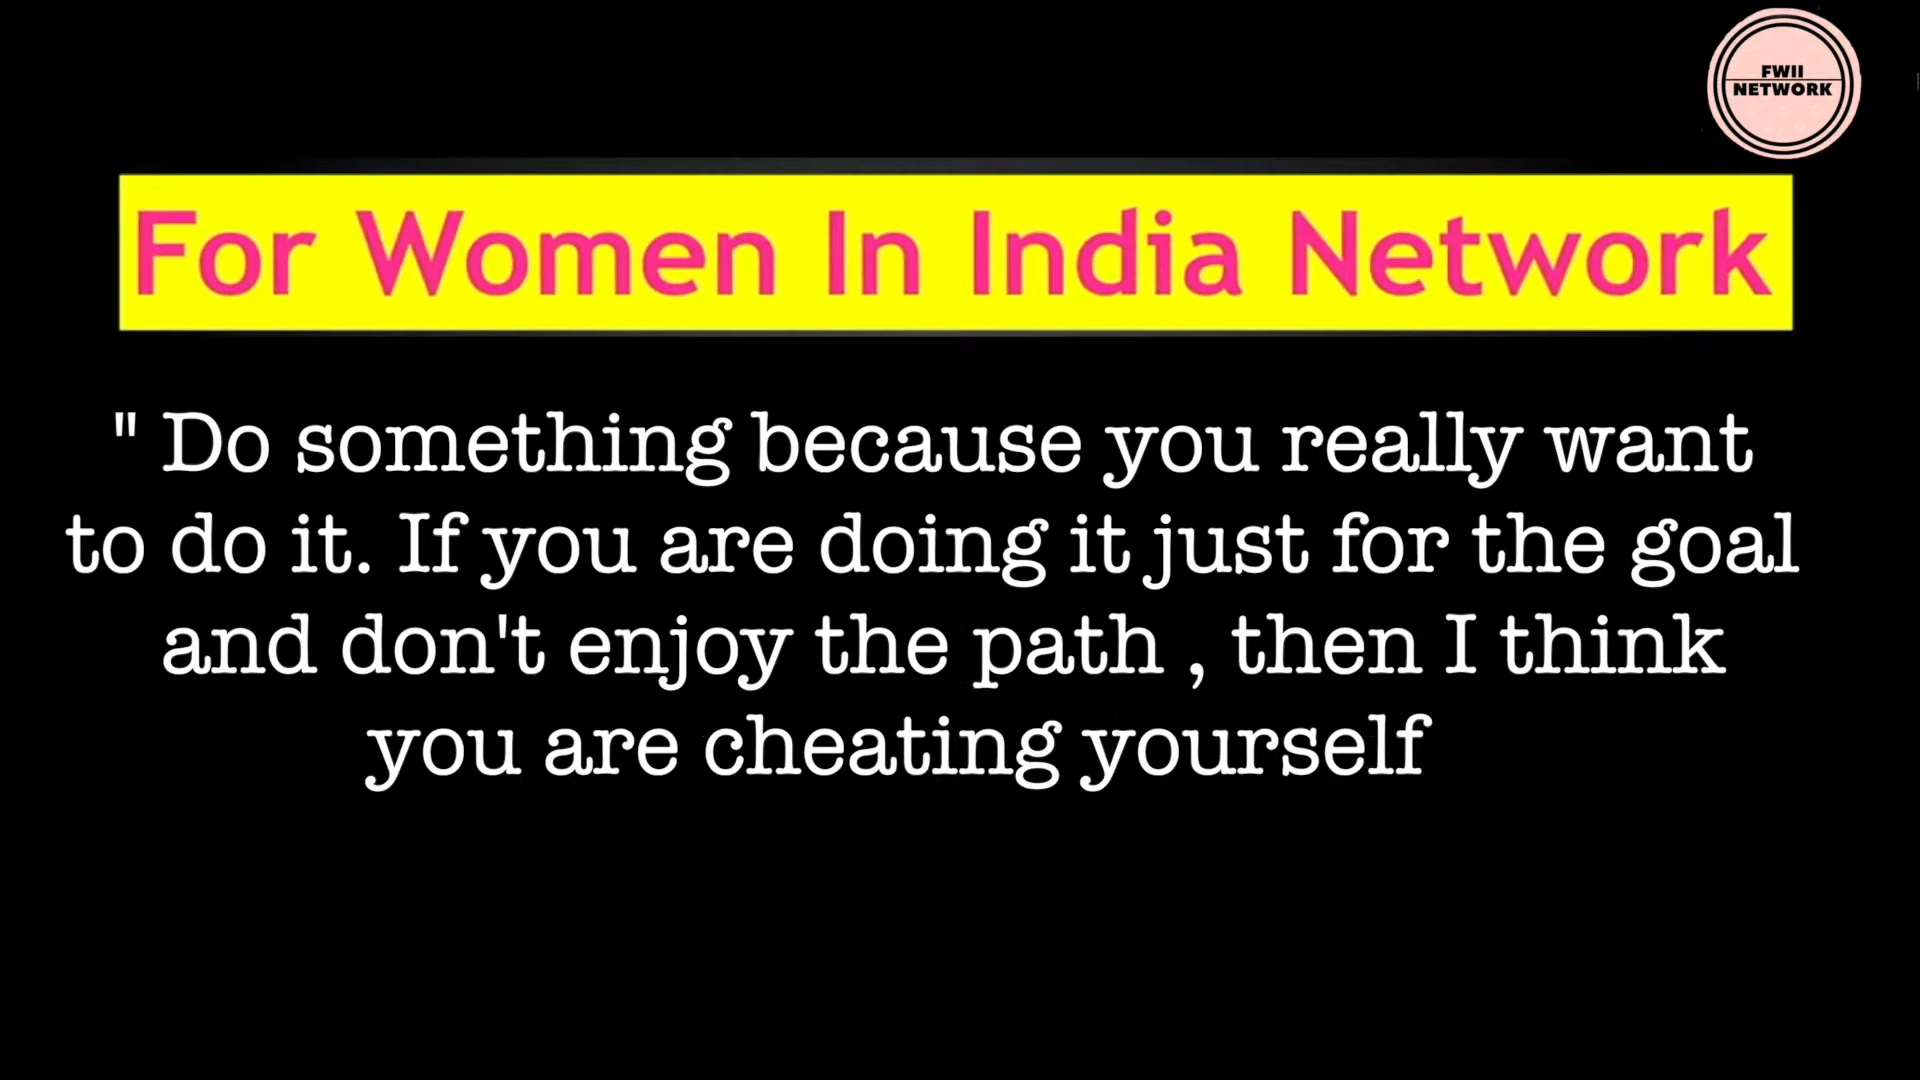 FWII
NETWORK
For Women In India Network
" Do something because you really want
to do it. If you are doing it just for the goal
and don't enjoy the path , then I think
you are cheating yourself